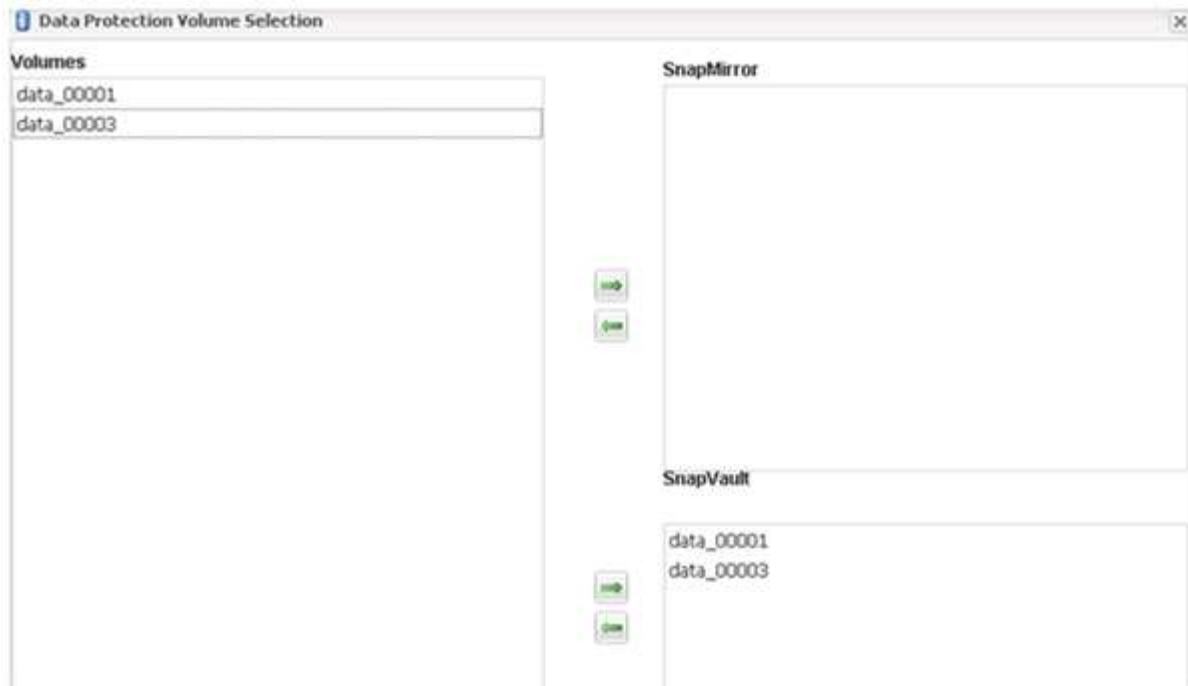 Data Protection Volume Selection
Volumes
data_00001
data_00003
SnapMirror
SnapVault
data_00001
data_00003